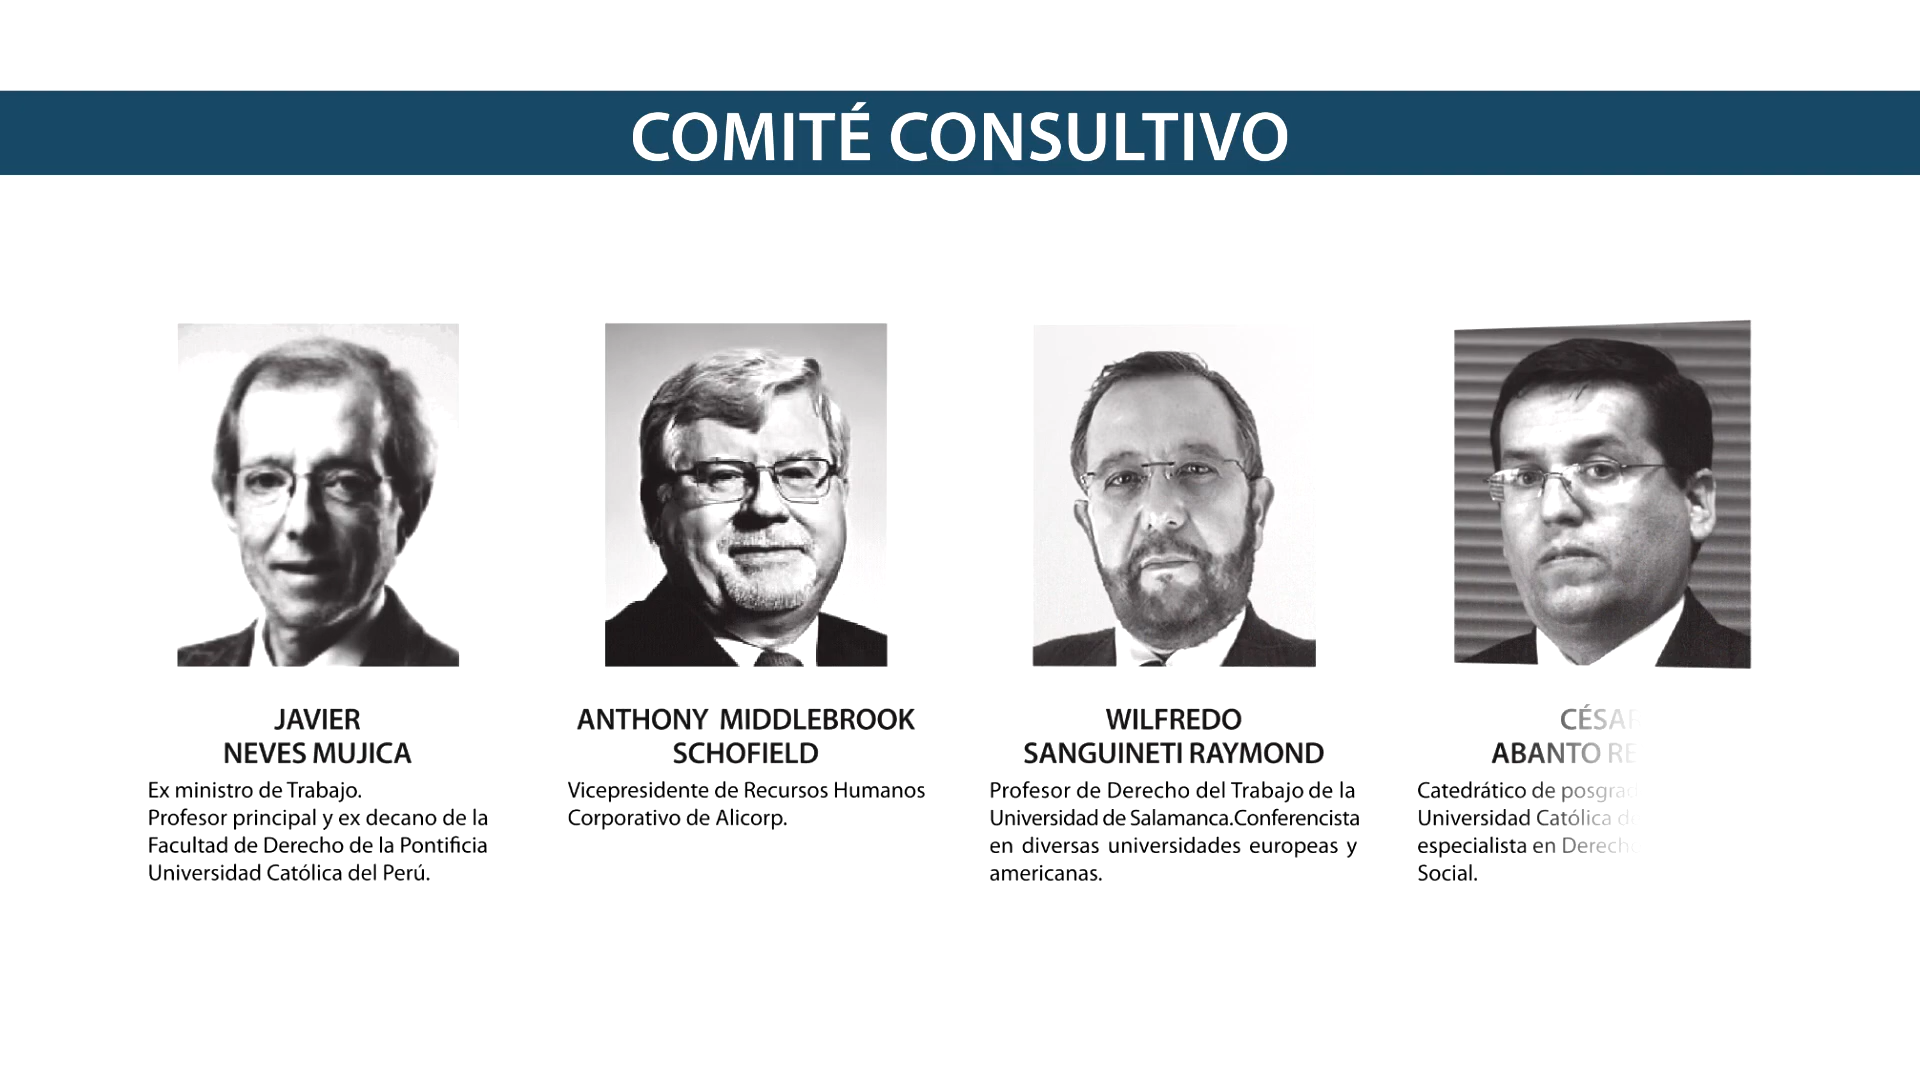 COMITÉ CONSULTIVO
JAVIER
NEVES MUJICA
Ex ministro de Trabajo.
Profesor principal y ex decano de la
Facultad de Derecho de la Pontificia
Universidad Católica del Perú.
ANTHONY MIDDLEBROOK
SCHOFIELD
Vicepresidente de Recursos Humanos
Corporativo de Alicorp.
WILFREDO
SANGUINETI RAYMOND
Profesor de Derecho del Trabajo de la
Universidad de Salamanca.Conferencista
en diversas universidades europeas y
americanas.
CÉSAR
ABANTO
Catedrático de
Universidad Católica
especialista en Derecho
Social.